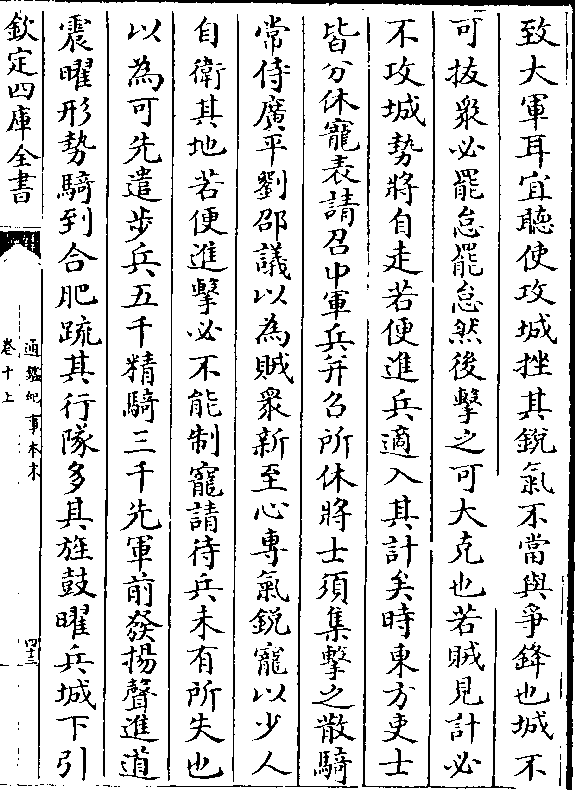 致大軍耳宜聽使攻城挫其銳氣不當與爭鋒也城不
可拔衆必罷怠罷怠然後擊之可大克也若賊見計必
不攻城勢將自走若便進兵適入其計矣時東方吏士
皆分休寵表請召中軍兵并召所休將士須集擊之散騎
常侍廣平劉邵議以為賊衆新至心專氣銳寵以少人
自衛其地若便進擊必不能制寵請待兵未有所失也
以為可先遣步兵五千精騎三千先軍前發揚聲進道
震曜形勢騎到合肥疏其行隊多其旌鼓曜兵城下引
欽定四庫全書
通鑑紀事本末
卷十上
四十三